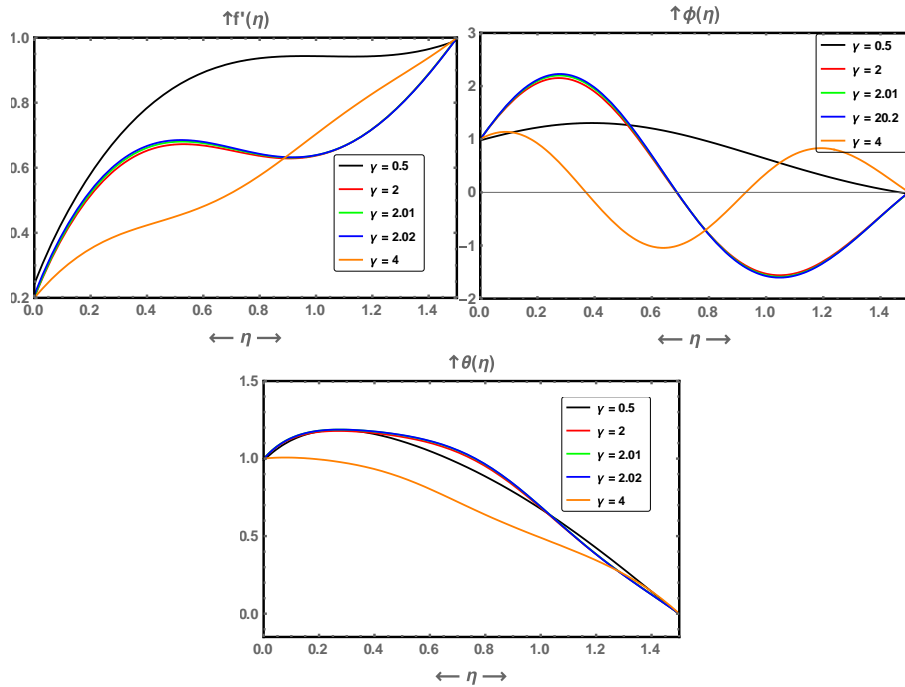 ↑f'(η)
1.0
0.8
0.6
0.4
0.2
γ = 0.5
γ = 2
γ = 2.01
γ = 2.02
γ = 4
0.0 0.2 0.4 0.6 0.8 1.0 1.2 1.4
← η →
↑ϕ(η)
3
2
1
0
−1
−2
γ = 0.5
γ = 2
γ = 2.01
γ = 20.2
γ = 4
0.0 0.2 0.4 0.6 0.8 1.0 1.2 1.4
← η →
↑θ(η)
1.5
1.0
0.5
0.0
γ = 0.5
γ = 2
γ = 2.01
γ = 2.02
γ = 4
0.0 0.2 0.4 0.6 0.8 1.0 1.2 1.4
← η →